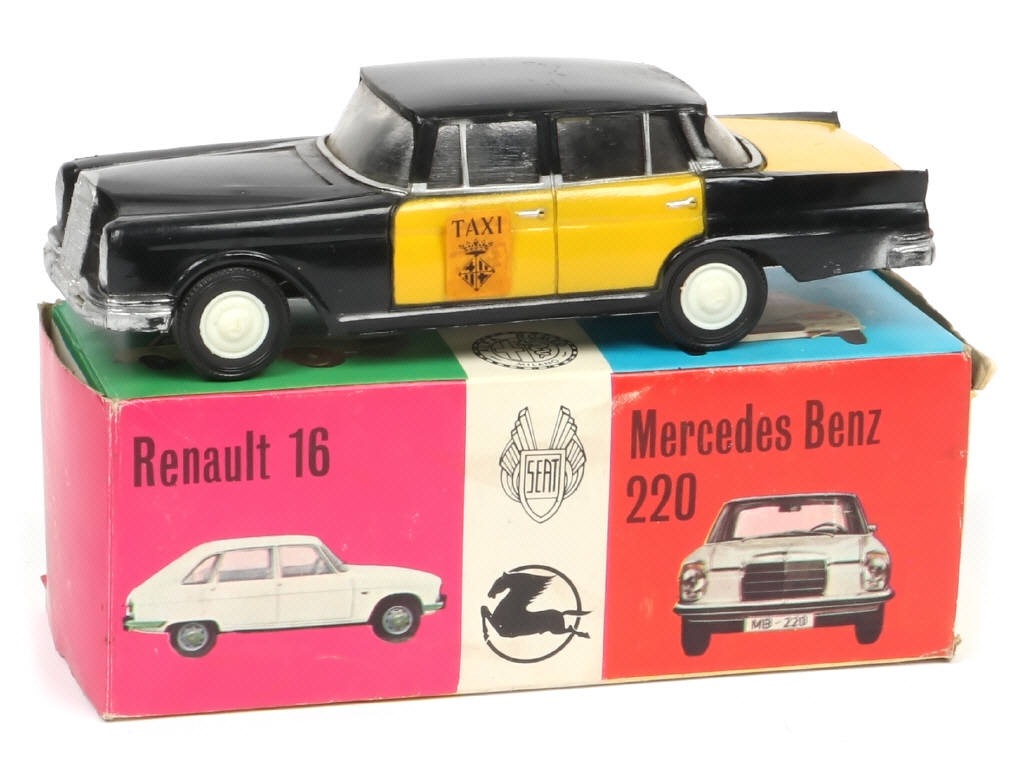 TAXI
Renault 16
SEAT
Mercedes Benz
220
MB-220